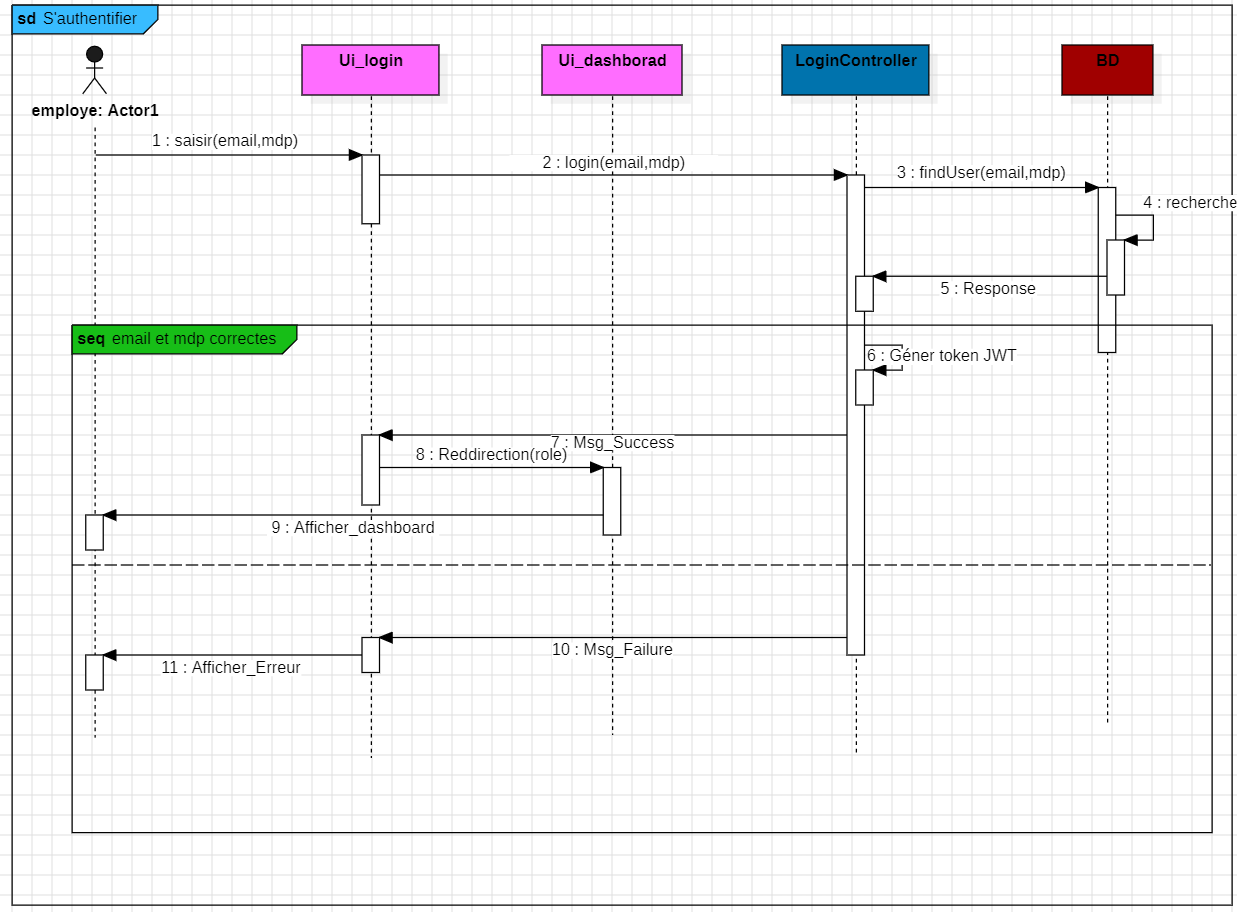 sd S'authentifier
Ui_login
Ui_dashborad
LoginController
BD
employe: Actor1
1 : saisir(email,mdp)
2 : login(email,mdp)
3 : findUser(email,mdp)
4 : recherche
5 : Response
seq email et mdp correctes
6 : Géner token JWT
7 : Msg_Success
8 : Reddirection(role)
9 : Afficher_dashboard
10 : Msg_Failure
11 : Afficher_Erreur